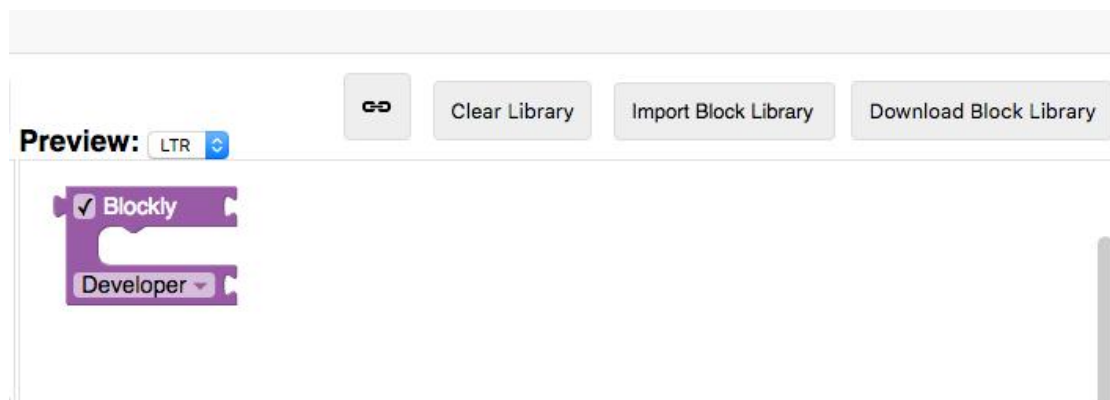 Clear Library
Import Block Library
Download Block Library
Preview: LTR
Blockly
Developer